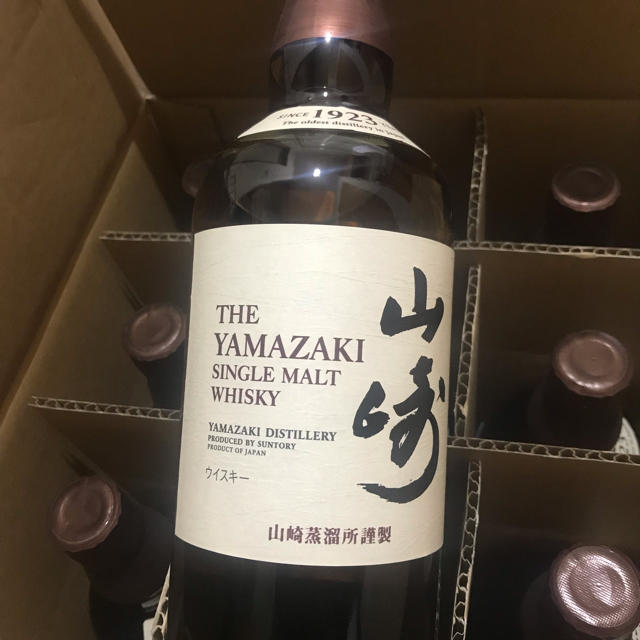 SINCE 1923
The oldest distillery in Japan
THE
YAMAZAKI
SINGLE MALT
WHISKY
YAMAZAKI DISTILLERY
PRODUCED BY SUNTORY
PRODUCT OF JAPAN
ウイスキー
山崎
山崎蒸溜所謹製